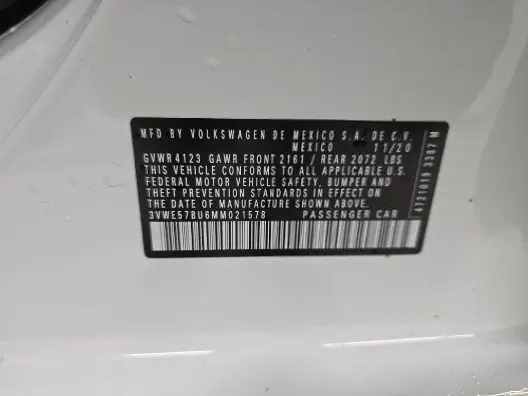 MFD BY VOLKSWAGEN DE MEXICO S.A. DE C.V.
MEXICO 11/20
GVWR 4123 GAWR FRONT 2161 / REAR 2072 LBS
THIS VEHICLE CONFORMS TO ALL APPLICABLE U.S.
FEDERAL MOTOR VEHICLE SAFETY, BUMPER AND
THEFT PREVENTION STANDARDS IN EFFECT ON
THE DATE OF MANUFACTURE SHOWN ABOVE.
3VWE57BU6MM021578 PASSENGER CAR
4721019 3387 M